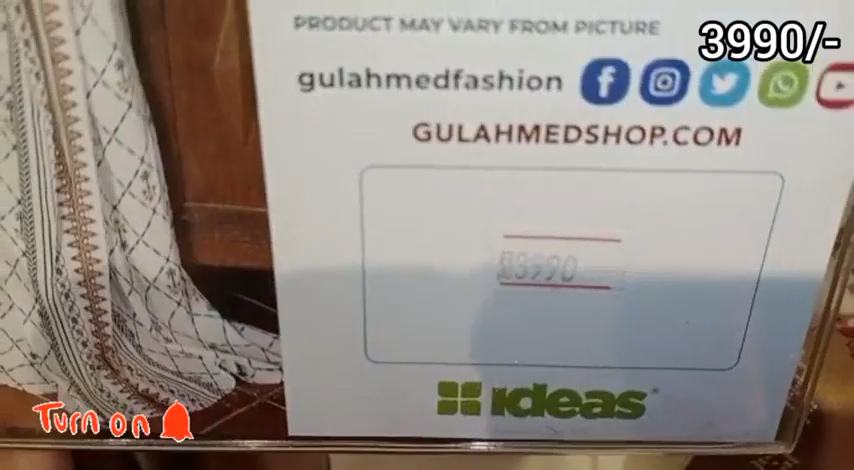 PRODUCT MAY VARY FROM PICTURE
3990/-
gulahmedfashion
GULAHMEDSHOP.COM
3990
ideas
Turn on